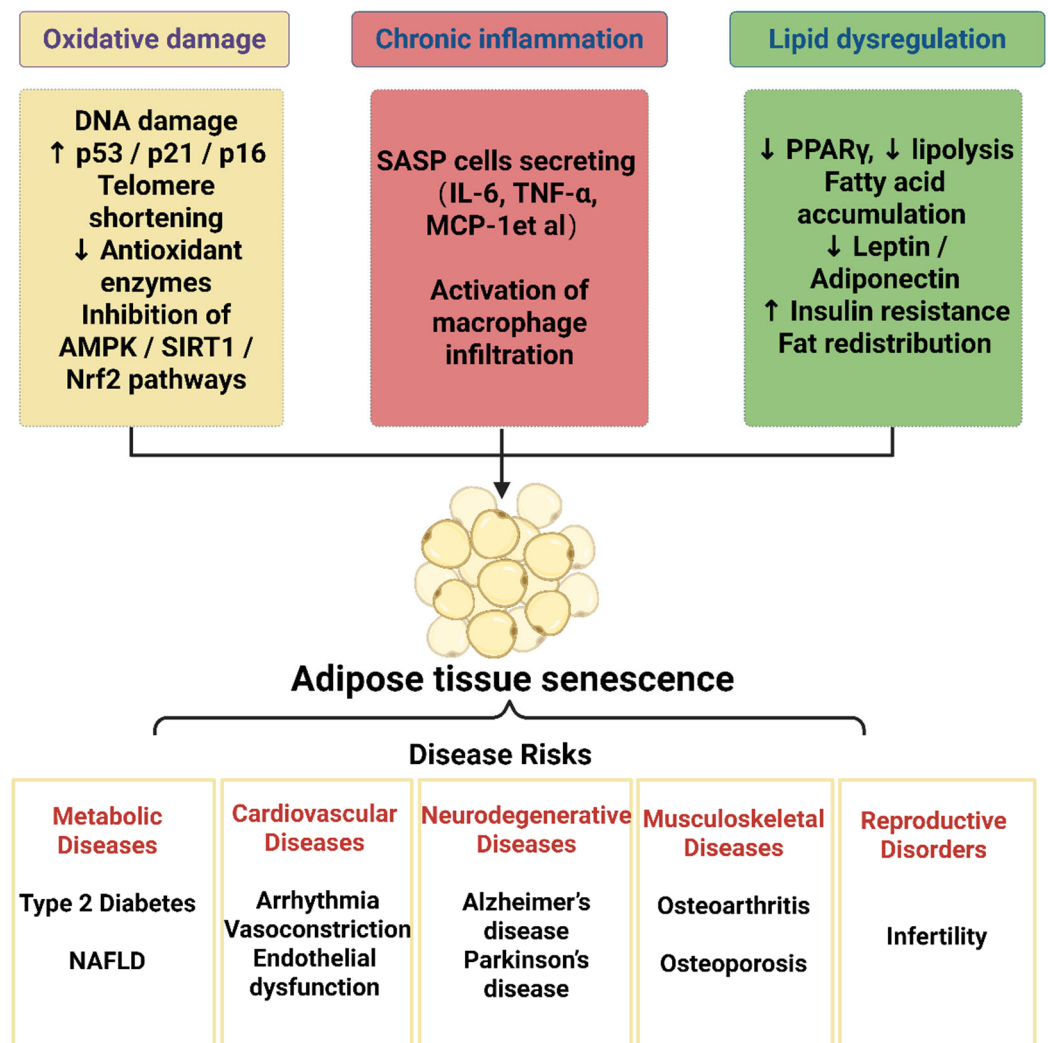 Oxidative damage
Chronic inflammation
Lipid dysregulation
DNA damage
↑ p53 / p21 / p16
Telomere
shortening
↓ Antioxidant
enzymes
Inhibition of
AMPK / SIRT1 /
Nrf2 pathways
SASP cells secreting
(IL-6, TNF-α,
MCP-1et al)
Activation of
macrophage
infiltration
↓ PPARγ, ↓ lipolysis
Fatty acid
accumulation
↓ Leptin /
Adiponectin
↑ Insulin resistance
Fat redistribution
Adipose tissue senescence
Disease Risks
Metabolic
Diseases
Type 2 Diabetes
NAFLD
Cardiovascular
Diseases
Arrhythmia
Vasoconstriction
Endothelial
dysfunction
Neurodegenerative
Diseases
Alzheimer’s
disease
Parkinson’s
disease
Musculoskeletal
Diseases
Osteoarthritis
Osteoporosis
Reproductive
Disorders
Infertility